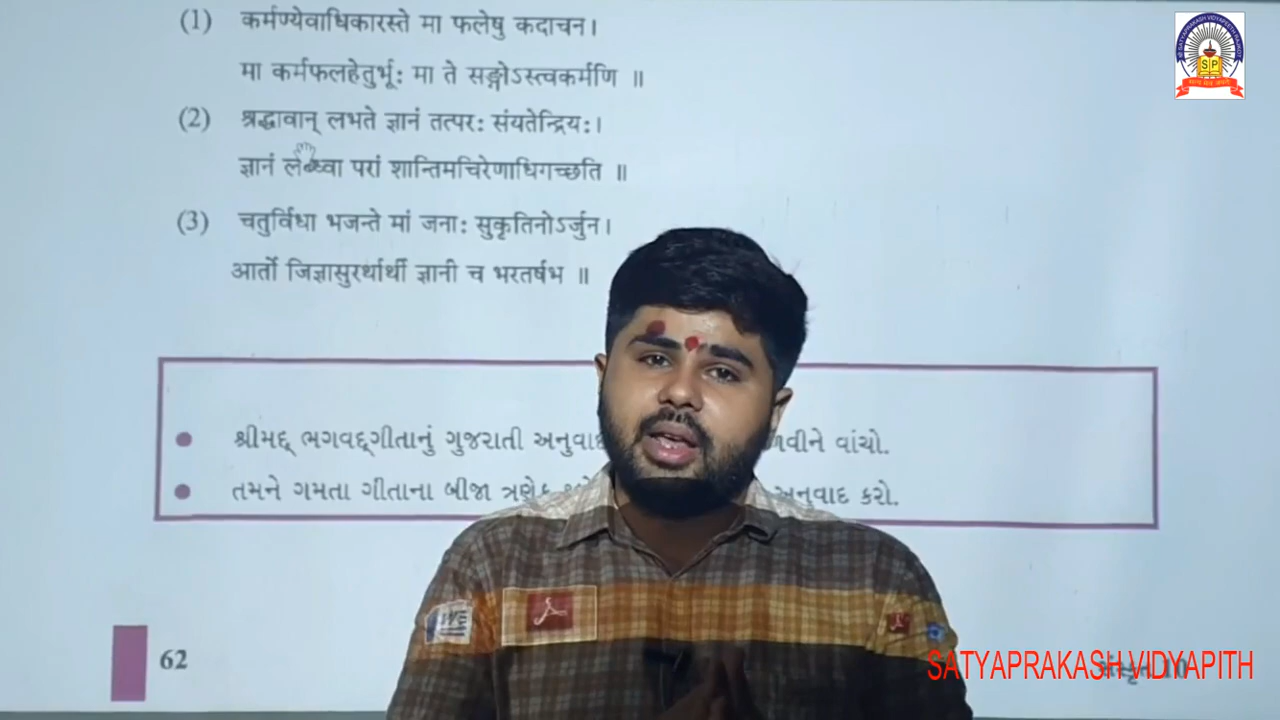 (1) कर्मण्येवाधिकारस्ते मा फलेषु कदाचन।
मा कर्मफलहेतुर्भूः मा ते सङ्गोऽस्त्वकर्मणि ॥
(2) श्रद्धावान् लभते ज्ञानं तत्परः संयतेन्द्रियः।
ज्ञानं लब्ध्वा परां शान्तिमचिरेणाधिगच्छति ॥
(3) चतुर्विधा भजन्ते मां जनाः सुकृतिनोऽर्जुन।
आर्तो जिज्ञासुरर्थार्थी ज्ञानी च भरतर्षभ ॥
શ્રીમદ્ ભગવદ્ગીતાનું ગુજરાતી વાંચો.
તમને ગમતા ગીતાના બીજા અનુવાદ કરો.
62
SATYAPRAKASH VIDYAPITH
SP